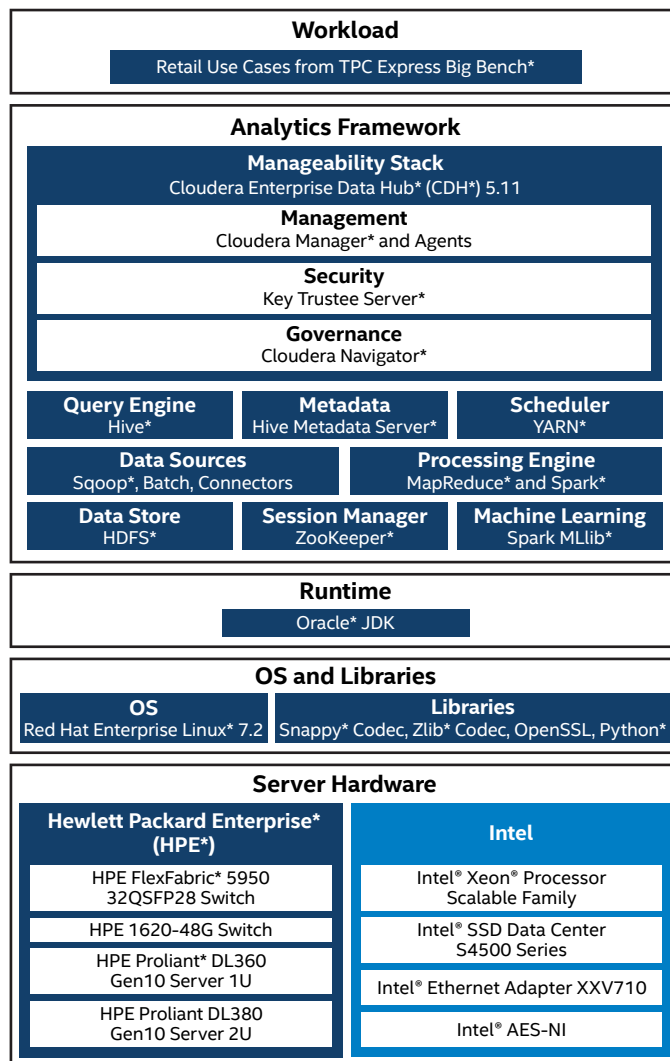 Workload
Retail Use Cases from TPC Express Big Bench*
Analytics Framework
Manageability Stack
Cloudera Enterprise Data Hub* (CDH*) 5.11
Management
Cloudera Manager* and Agents
Security
Key Trustee Server*
Governance
Cloudera Navigator*
Query Engine
Hive*
Metadata
Hive Metadata Server*
Scheduler
YARN*
Data Sources
Sqoop*, Batch, Connectors
Processing Engine
MapReduce* and Spark*
Data Store
HDFS*
Session Manager
ZooKeeper*
Machine Learning
Spark MLlib*
Runtime
Oracle* JDK
OS and Libraries
OS
Red Hat Enterprise Linux* 7.2
Libraries
Snappy* Codec, Zlib* Codec, OpenSSL, Python*
Server Hardware
Hewlett Packard Enterprise*
(HPE*)
HPE FlexFabric* 5950
32QSFP28 Switch
HPE 1620-48G Switch
HPE Proliant* DL360
Gen10 Server 1U
HPE Proliant DL380
Gen10 Server 2U
Intel
Intel® Xeon® Processor
Scalable Family
Intel® SSD Data Center
S4500 Series
Intel® Ethernet Adapter XXV710
Intel® AES-NI